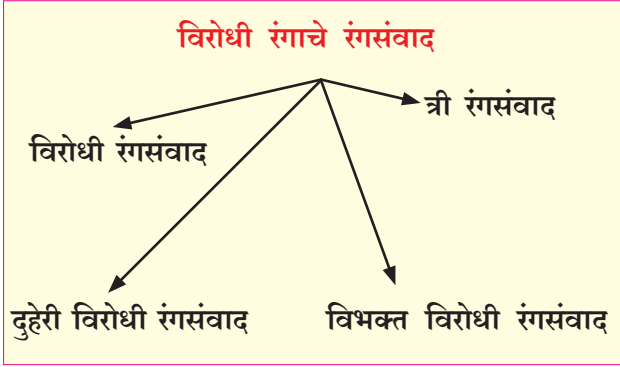 विरोधी रंगाचे रंगसंवाद
त्री रंगसंवाद
विरोधी रंगसंवाद
दुहेरी विरोधी रंगसंवाद
विभक्त विरोधी रंगसंवाद